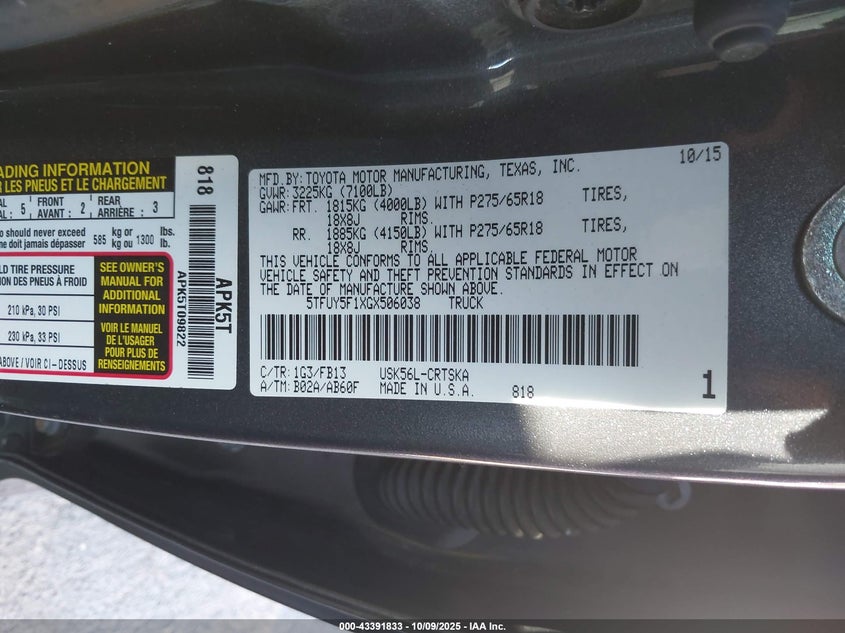 ADING INFORMATION
R LES PNEUS ET LE CHARGEMENT
AL : 5 FRONT AVANT : 2 REAR ARRIÈRE : 3
o should never exceed
ne doit jamais dépasser 585 kg or kg ou 1300 lbs. lb.
LD TIRE PRESSURE
ION DES PNEUS À FROID
210 kPa, 30 PSI
230 kPa, 33 PSI
ABOVE / VOIR CI - DESSUS
SEE OWNER'S
MANUAL FOR
ADDITIONAL
INFORMATION
VOIR LE MANUEL
DE L'USAGER
POUR PLUS DE
RENSEIGNEMENTS
818
APK5T09822
APK5T
MFD.BY:TOYOTA MOTOR MANUFACTURING, TEXAS, INC. 10/15
GVWR:3225KG (7100LB)
GAWR:FRT. 1815KG (4000LB) WITH P275/65R18 TIRES,
18X8J RIMS.
RR. 1885KG (4150LB) WITH P275/65R18 TIRES,
18X8J RIMS.
THIS VEHICLE CONFORMS TO ALL APPLICABLE FEDERAL MOTOR
VEHICLE SAFETY AND THEFT PREVENTION STANDARDS IN EFFECT ON
THE DATE OF MANUFACTURE SHOWN ABOVE.
5TFUY5F1XGX506038 TRUCK
C/TR:1G3/FB13 USK56L-CRTSKA
A/TM:B02A/AB60F MADE IN U.S.A. 818 1
000-43391833 - 10/09/2025 - IAA Inc.